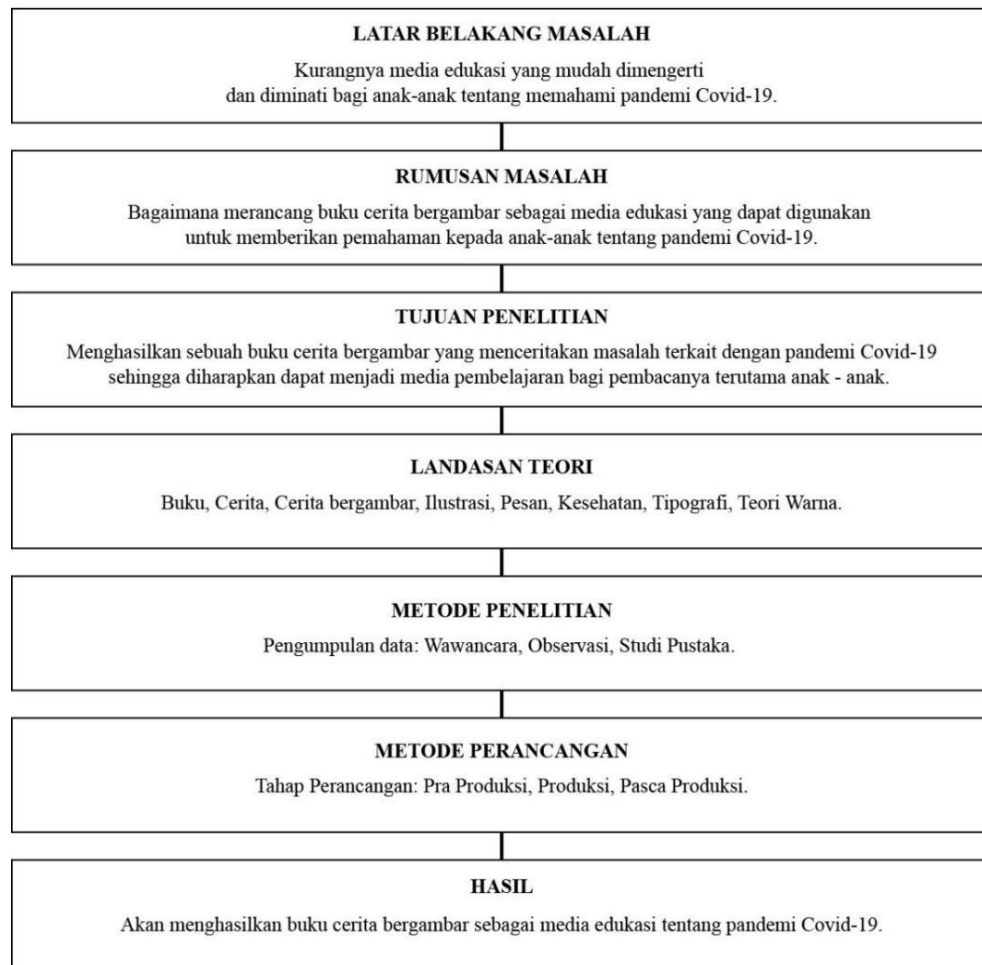 LATAR BELAKANG MASALAH
Kurangnya media edukasi yang mudah dimengerti
dan diminati bagi anak-anak tentang memahami pandemi Covid-19.
RUMUSAN MASALAH
Bagaimana merancang buku cerita bergambar sebagai media edukasi yang dapat digunakan
untuk memberikan pemahaman kepada anak-anak tentang pandemi Covid-19.
TUJUAN PENELITIAN
Menghasilkan sebuah buku cerita bergambar yang menceritakan masalah terkait dengan pandemi Covid-19
sehingga diharapkan dapat menjadi media pembelajaran bagi pembacanya terutama anak - anak.
LANDASAN TEORI
Buku, Cerita, Cerita bergambar, Ilustrasi, Pesan, Kesehatan, Tipografi, Teori Warna.
METODE PENELITIAN
Pengumpulan data: Wawancara, Observasi, Studi Pustaka.
METODE PERANCANGAN
Tahap Perancangan: Pra Produksi, Produksi, Pasca Produksi.
HASIL
Akan menghasilkan buku cerita bergambar sebagai media edukasi tentang pandemi Covid-19.